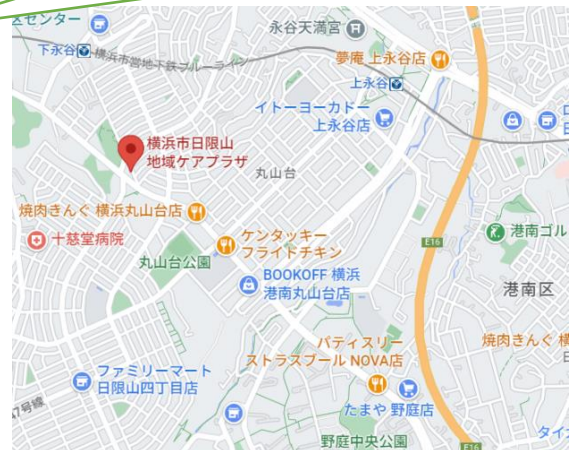 区センター
永谷天満宮
下永谷
横浜市営地下鉄ブルーライン
夢庵 上永谷店
上永谷
イトーヨーカドー
上永谷店
横浜市日限山
地域ケアプラザ
丸山台
焼肉きんぐ 横浜丸山台店
十慈堂病院
ケンタッキー
フライドチキン
E16
港南ゴル
丸山台公園
BOOKOFF 横浜
港南丸山台店
港南区
パティスリー
ストラスブール NOVA店
焼肉きんぐ 横
ファミリーマート
日限山四丁目店
たまや 野庭店
号線
野庭中央公園
E16
タイ